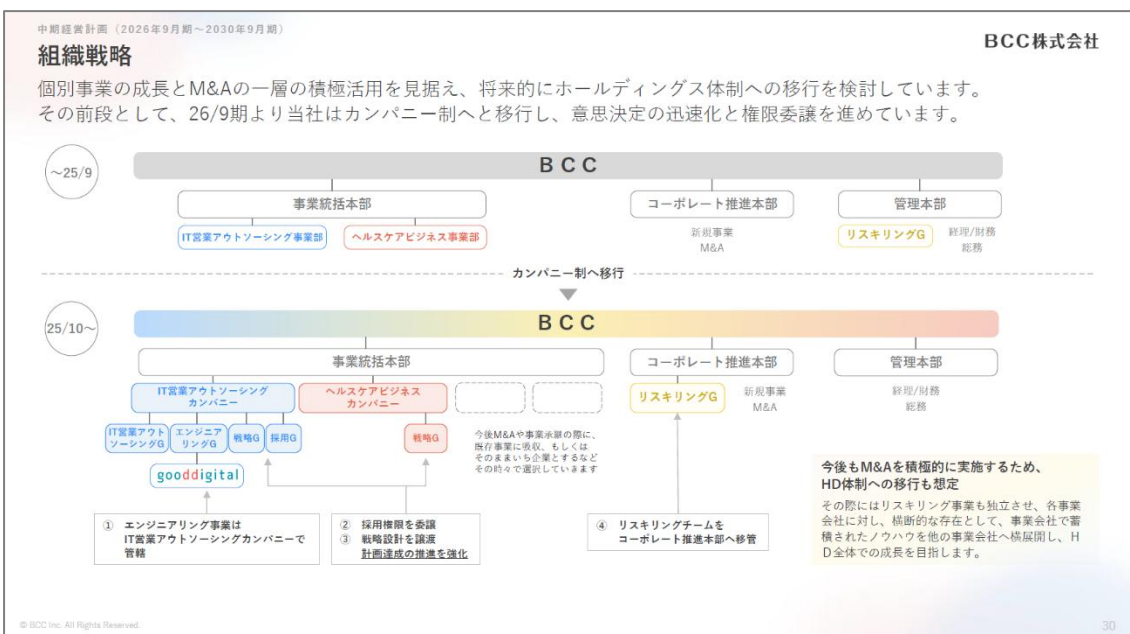 中期経営計画（2026年9月期～2030年9月期）
組織戦略
BCC株式会社
個別事業の成長とM&Aの一層の積極活用を見据え、将来的にホールディングス体制への移行を検討しています。
その前段として、26/9期より当社はカンパニー制へと移行し、意思決定の迅速化と権限委譲を進めています。
～25/9
BCC
事業統括本部
コーポレート推進本部
管理本部
IT営業アウトソーシング事業部
ヘルスケアビジネス事業部
新規事業
M&A
リスキリングG
経理/財務
総務
カンパニー制へ移行
25/10～
BCC
事業統括本部
コーポレート推進本部
管理本部
IT営業アウトソーシング
カンパニー
ヘルスケアビジネス
カンパニー
リスキリングG
新規事業
M&A
経理/財務
総務
IT営業アウト
ソーシングG
エンジニア
リングG
戦略G
採用G
戦略G
今後M&Aや事業承継の際に、
既存事業に吸収、もしくは
そのままいち企業とするなど
その時々で選択していきます
gooddigital
① エンジニアリング事業は
IT営業アウトソーシングカンパニーで
管轄
② 採用権限を委譲
③ 戦略設計を譲渡
計画達成の推進を強化
④ リスキリングチームを
コーポレート推進本部へ移管
今後もM&Aを積極的に実施するため、
HD体制への移行も想定
その際にはリスキリング事業も独立させ、各事業
会社に対し、横断的な存在として、事業会社で蓄
積されたノウハウを他の事業会社へ横展開し、H
D全体での成長を目指します。
© BCC Inc. All Rights Reserved.
30